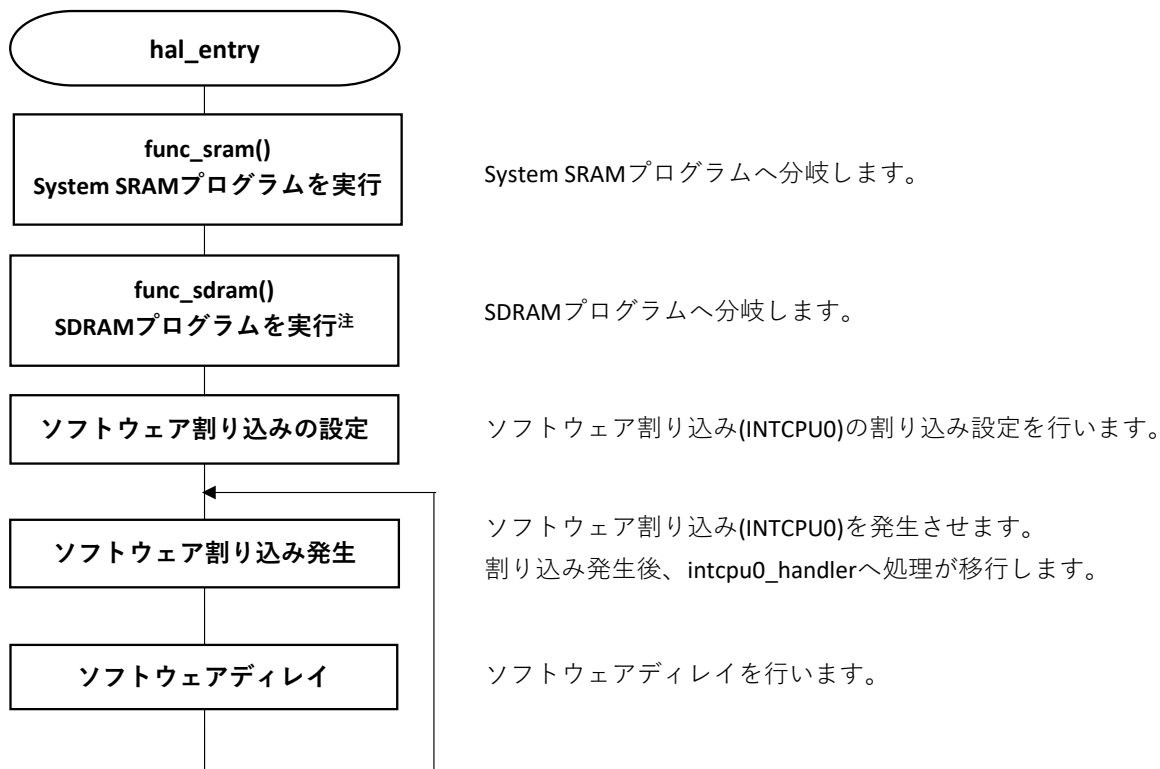 hal_entry
func_sram()
System SRAMプログラムを実行
System SRAMプログラムへ分岐します。
func_sdram()
SDRAMプログラムを実行注
SDRAMプログラムへ分岐します。
ソフトウェア割り込みの設定
ソフトウェア割り込み(INTCPU0)の割り込み設定を行います。
ソフトウェア割り込み発生
ソフトウェア割り込み(INTCPU0)を発生させます。
割り込み発生後、intcpu0_handlerへ処理が移行します。
ソフトウェアディレイ
ソフトウェアディレイを行います。